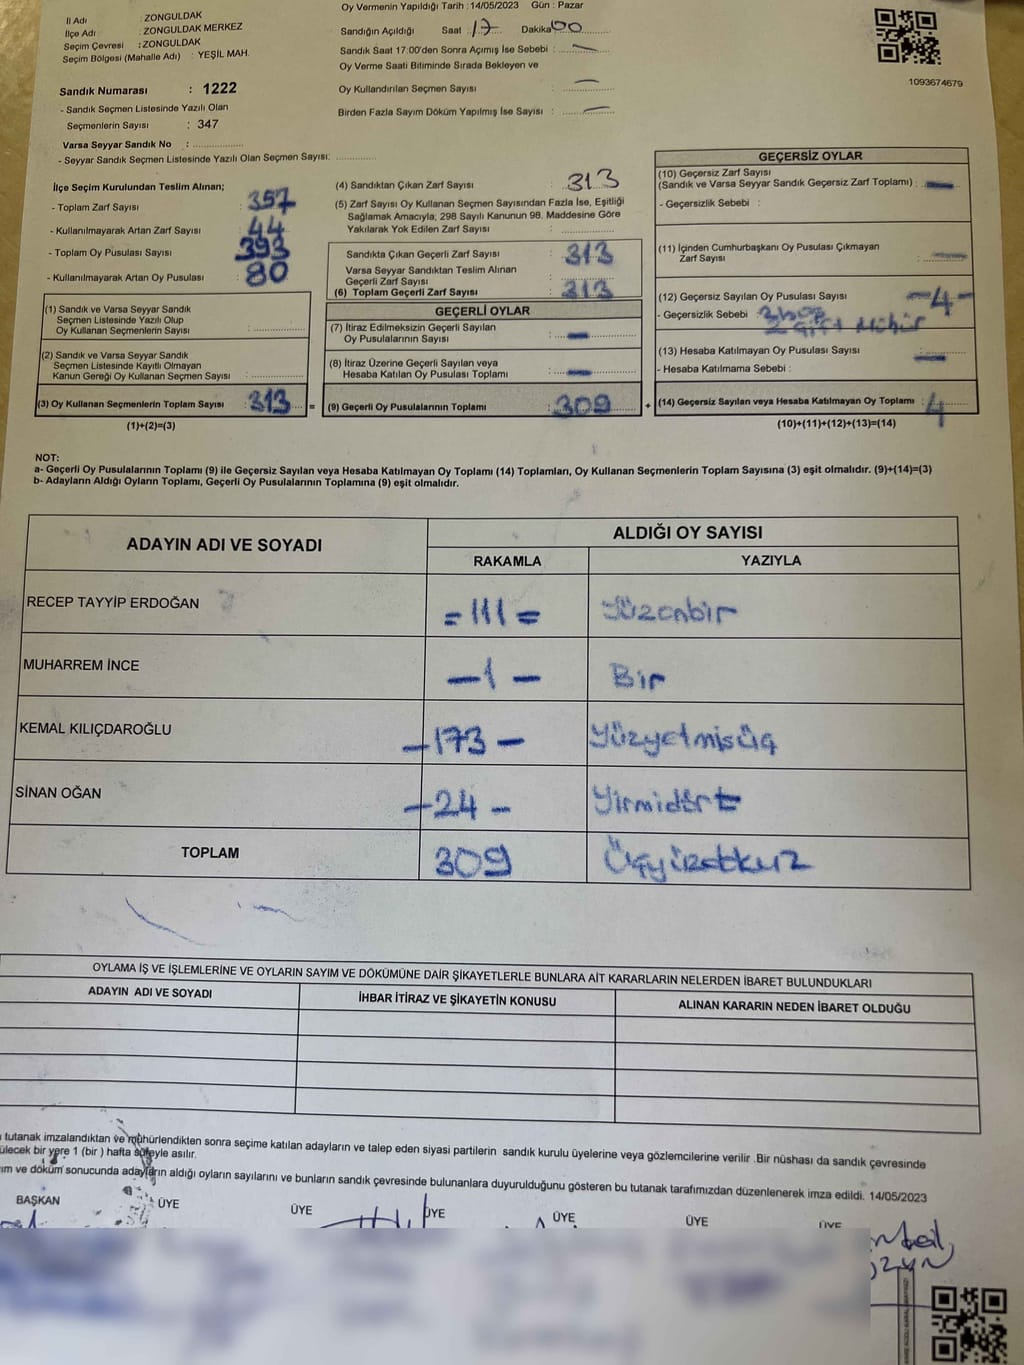 İl Adı : ZONGULDAK
İlçe Adı : ZONGULDAK MERKEZ
Seçim Çevresi : ZONGULDAK
Seçim Bölgesi (Mahalle Adı) : YEŞİL MAH.
Sandık Numarası : 1222
- Sandık Seçmen Listesinde Yazılı Olan
Seçmenlerin Sayısı : 347
Varsa Seyyar Sandık No : ................
- Seyyar Sandık Seçmen Listesinde Yazılı Olan Seçmen Sayısı: ............
Oy Vermenin Yapıldığı Tarih : 14/05/2023 Gün : Pazar
Sandığın Açıldığı Saat : 17 Dakika 00
Sandık Saat 17:00'den Sonra Açımış İse Sebebi : —
Oy Verme Saati Bitiminde Sırada Bekleyen ve
Oy Kullandırılan Seçmen Sayısı : —
Birden Fazla Sayım Döküm Yapılmış İse Sayısı : —
1093674679
İlçe Seçim Kurulundan Teslim Alınan;
- Toplam Zarf Sayısı : 357
- Kullanılmayarak Artan Zarf Sayısı : 44
- Toplam Oy Pusulası Sayısı : 393
- Kullanılmayarak Artan Oy Pusulası : 80
(1) Sandık ve Varsa Seyyar Sandık
Seçmen Listesinde Yazılı Olup
Oy Kullanan Seçmenlerin Sayısı : ............
(2) Sandık ve Varsa Seyyar Sandık
Seçmen Listesinde Kayıtlı Olmayan
Kanun Gereği Oy Kullanan Seçmen Sayısı : ............
(3) Oy Kullanan Seçmenlerin Toplam Sayısı : 313 =
(1)+(2)=(3)
(4) Sandıktan Çıkan Zarf Sayısı : 313
(5) Zarf Sayısı Oy Kullanan Seçmen Sayısından Fazla İse, Eşitliği
Sağlamak Amacıyla; 298 Sayılı Kanunun 98. Maddesine Göre
Yakılarak Yok Edilen Zarf Sayısı : ............
Sandıkta Çıkan Geçerli Zarf Sayısı : 313
Varsa Seyyar Sandıktan Teslim Alınan
Geçerli Zarf Sayısı : ............
(6) Toplam Geçerli Zarf Sayısı : 313
GEÇERLİ OYLAR
(7) İtiraz Edilmeksizin Geçerli Sayılan
Oy Pusulalarının Sayısı : —
(8) İtiraz Üzerine Geçerli Sayılan veya
Hesaba Katılan Oy Pusulası Toplamı : —
(9) Geçerli Oy Pusulalarının Toplamı : 309 +
GEÇERSİZ OYLAR
(10) Geçersiz Zarf Sayısı
(Sandık ve Varsa Seyyar Sandık Geçersiz Zarf Toplamı) : —
- Geçersizlik Sebebi :
(11) İçinden Cumhurbaşkanı Oy Pusulası Çıkmayan
Zarf Sayısı : —
(12) Geçersiz Sayılan Oy Pusulası Sayısı -4-
- Geçersizlik Sebebi : 2 Boş
2 Çift Mühür
(13) Hesaba Katılmayan Oy Pusulası Sayısı : —
- Hesaba Katılmama Sebebi :
(14) Geçersiz Sayılan veya Hesaba Katılmayan Oy Toplamı : 4
(10)+(11)+(12)+(13)=(14)
NOT:
a- Geçerli Oy Pusulalarının Toplamı (9) ile Geçersiz Sayılan veya Hesaba Katılmayan Oy Toplamı (14) Toplamları, Oy Kullanan Seçmenlerin Toplam Sayısına (3) eşit olmalıdır. (9)+(14)=(3)
b- Adayların Aldığı Oyların Toplamı, Geçerli Oy Pusulalarının Toplamına (9) eşit olmalıdır.
ADAYIN ADI VE SOYADI ALDIĞI OY SAYISI
RAKAMLA YAZIYLA
RECEP TAYYİP ERDOĞAN = 111 = Yüzonbir
MUHARREM İNCE -1- Bir
KEMAL KILIÇDAROĞLU -173- Yüzyetmişüç
SİNAN OĞAN -24- Yirmidört
TOPLAM 309 Üçyüzdokuz
OYLAMA İŞ VE İŞLEMLERİNE VE OYLARIN SAYIM VE DÖKÜMÜNE DAİR ŞİKAYETLERLE BUNLARA AİT KARARLARIN NELERDEN İBARET BULUNDUKLARI
ADAYIN ADI VE SOYADI İHBAR İTİRAZ VE ŞİKAYETİN KONUSU ALINAN KARARIN NEDEN İBARET OLDUĞU
tutanak imzalandıktan ve mühürlendikten sonra seçime katılan adayların ve talep eden siyasi partilerin sandık kurulu üyelerine veya gözlemcilerine verilir .Bir nüshası da sandık çevresinde
ülecek bir yere 1 (bir ) hafta süreyle asılır.
ım ve döküm sonucunda adayların aldığı oyların sayılarını ve bunların sandık çevresinde bulunanlara duyurulduğunu gösteren bu tutanak tarafımızdan düzenlenerek imza edildi. 14/05/2023
BAŞKAN ÜYE ÜYE ÜYE ÜYE ÜYE ÜYE